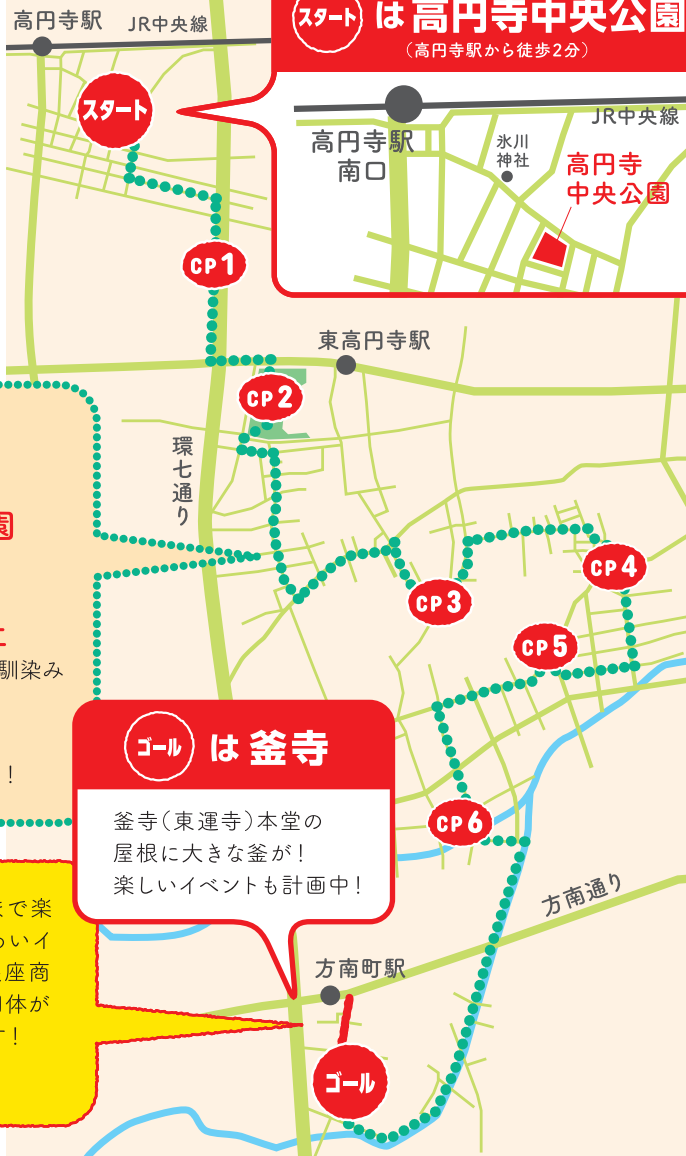 スタート は高円寺中央公園
（高円寺駅から徒歩2分）
高円寺駅
JR中央線
スタート
JR中央線
高円寺駅
南口
氷川
神社
高円寺
中央公園
CP1
東高円寺駅
CP2
環七通り
園
CP4
CP3
CP5
馴染み
！
ゴール は 釜寺
釜寺（東運寺）本堂の
屋根に大きな釜が！
楽しいイベントも計画中！
CP6
方南通り
まで楽
いイ
座商
体が
！
方南町駅
ゴール